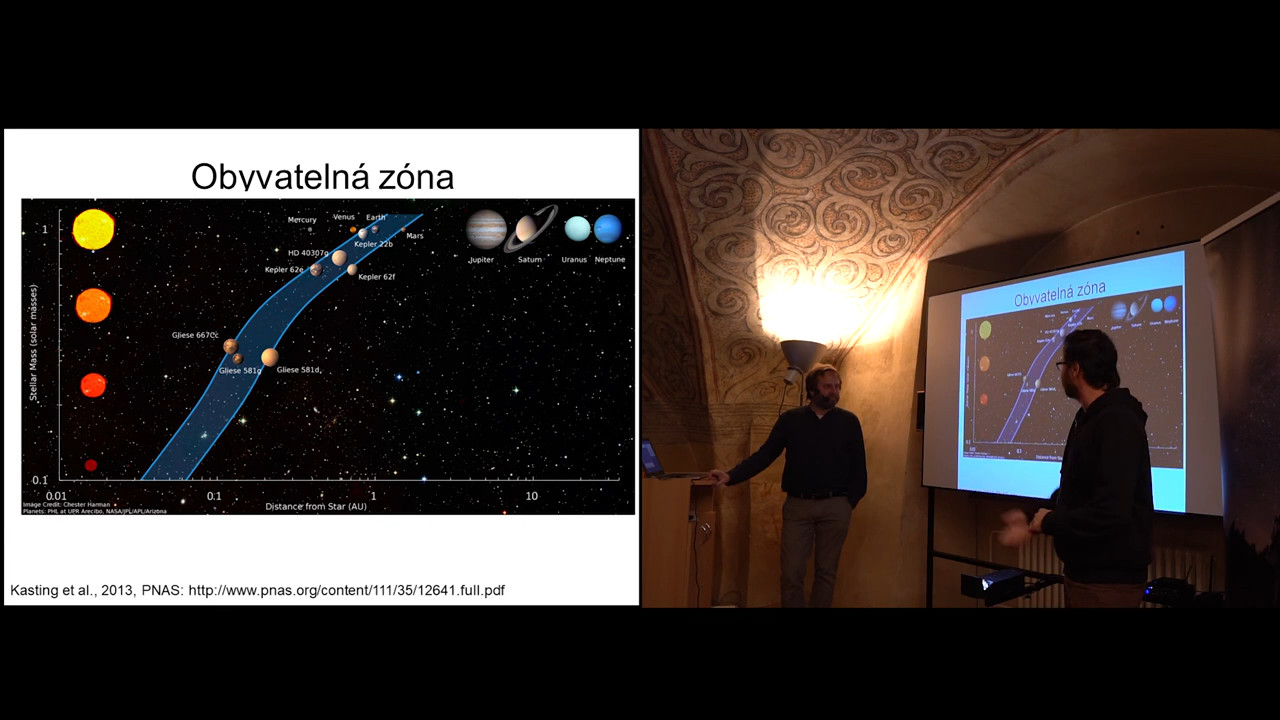 Obyvatelná zóna
Mercury
Venus
Earth
Mars
Kepler 22b
HD 40307g
Kepler 62e
Kepler 62f
Jupiter
Saturn
Uranus
Neptune
Gliese 667Cc
Gliese 581g
Gliese 581d
Stellar Mass (solar masses)
1
0.1
0.01
0.1
1
10
Distance from Star (AU)
Image Credit: Chester Harman
Planets: PHL at UPR Arecibo, NASA/JPL/APL/Arizona
Kasting et al., 2013, PNAS: http://www.pnas.org/content/111/35/12641.full.pdf
Obyvatelná zóna